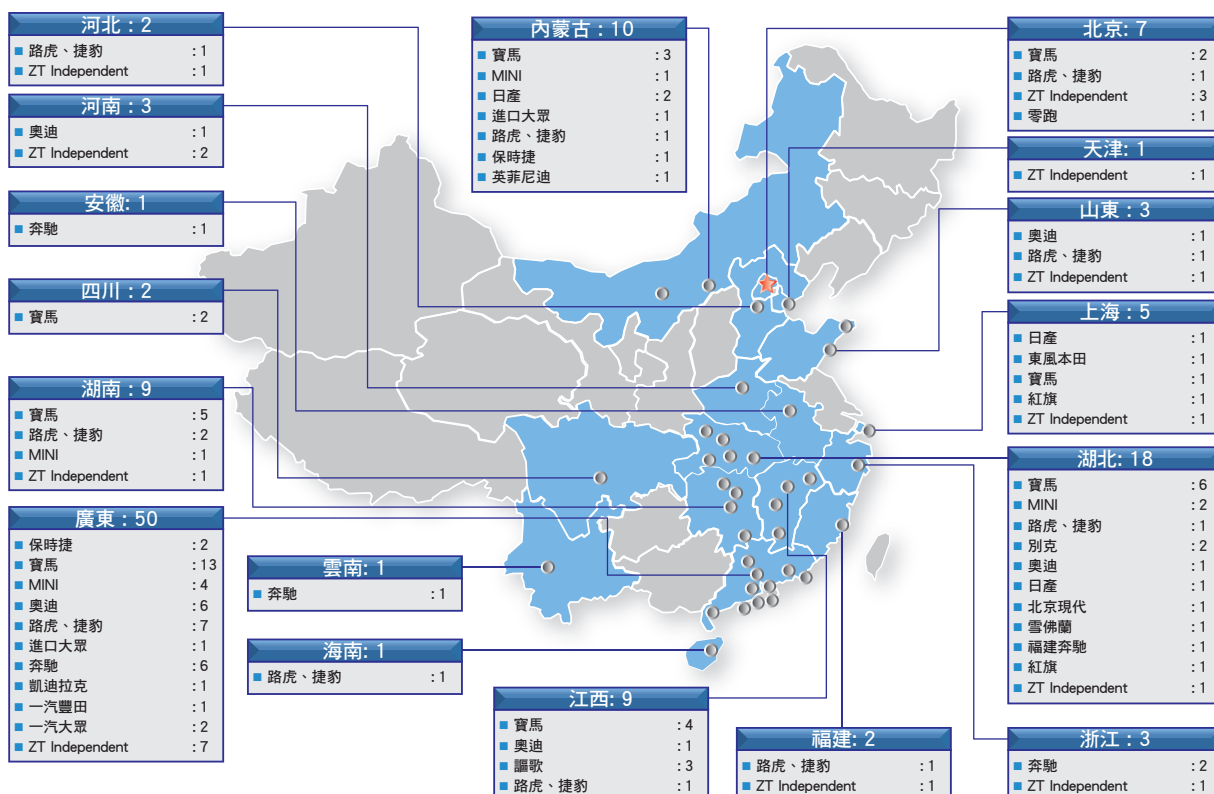 河北 : 2
■ 路虎、捷豹 : 1
■ ZT Independent : 1
河南 : 3
■ 奧迪 : 1
■ ZT Independent : 2
安徽: 1
■ 奔馳 : 1
四川 : 2
■ 寶馬 : 2
湖南 : 9
■ 寶馬 : 5
■ 路虎、捷豹 : 2
■ MINI : 1
■ ZT Independent : 1
廣東 : 50
■ 保時捷 : 2
■ 寶馬 : 13
■ MINI : 4
■ 奧迪 : 6
■ 路虎、捷豹 : 7
■ 進口大眾 : 1
■ 奔馳 : 6
■ 凱迪拉克 : 1
■ 一汽豐田 : 1
■ 一汽大眾 : 2
■ ZT Independent : 7
內蒙古 : 10
■ 寶馬 : 3
■ MINI : 1
■ 日產 : 2
■ 進口大眾 : 1
■ 路虎、捷豹 : 1
■ 保時捷 : 1
■ 英菲尼迪 : 1
雲南: 1
■ 奔馳 : 1
海南: 1
■ 路虎、捷豹 : 1
江西: 9
■ 寶馬 : 4
■ 奧迪 : 1
■ 謳歌 : 3
■ 路虎、捷豹 : 1
福建: 2
■ 路虎、捷豹 : 1
■ ZT Independent : 1
北京: 7
■ 寶馬 : 2
■ 路虎、捷豹 : 1
■ ZT Independent : 3
■ 零跑 : 1
天津: 1
■ ZT Independent : 1
山東 : 3
■ 奧迪 : 1
■ 路虎、捷豹 : 1
■ ZT Independent : 1
上海 : 5
■ 日產 : 1
■ 東風本田 : 1
■ 寶馬 : 1
■ 紅旗 : 1
■ ZT Independent : 1
湖北: 18
■ 寶馬 : 6
■ MINI : 2
■ 路虎、捷豹 : 1
■ 別克 : 2
■ 奧迪 : 1
■ 日產 : 1
■ 北京現代 : 1
■ 雪佛蘭 : 1
■ 福建奔馳 : 1
■ 紅旗 : 1
■ ZT Independent : 1
浙江 : 3
■ 奔馳 : 2
■ ZT Independent : 1